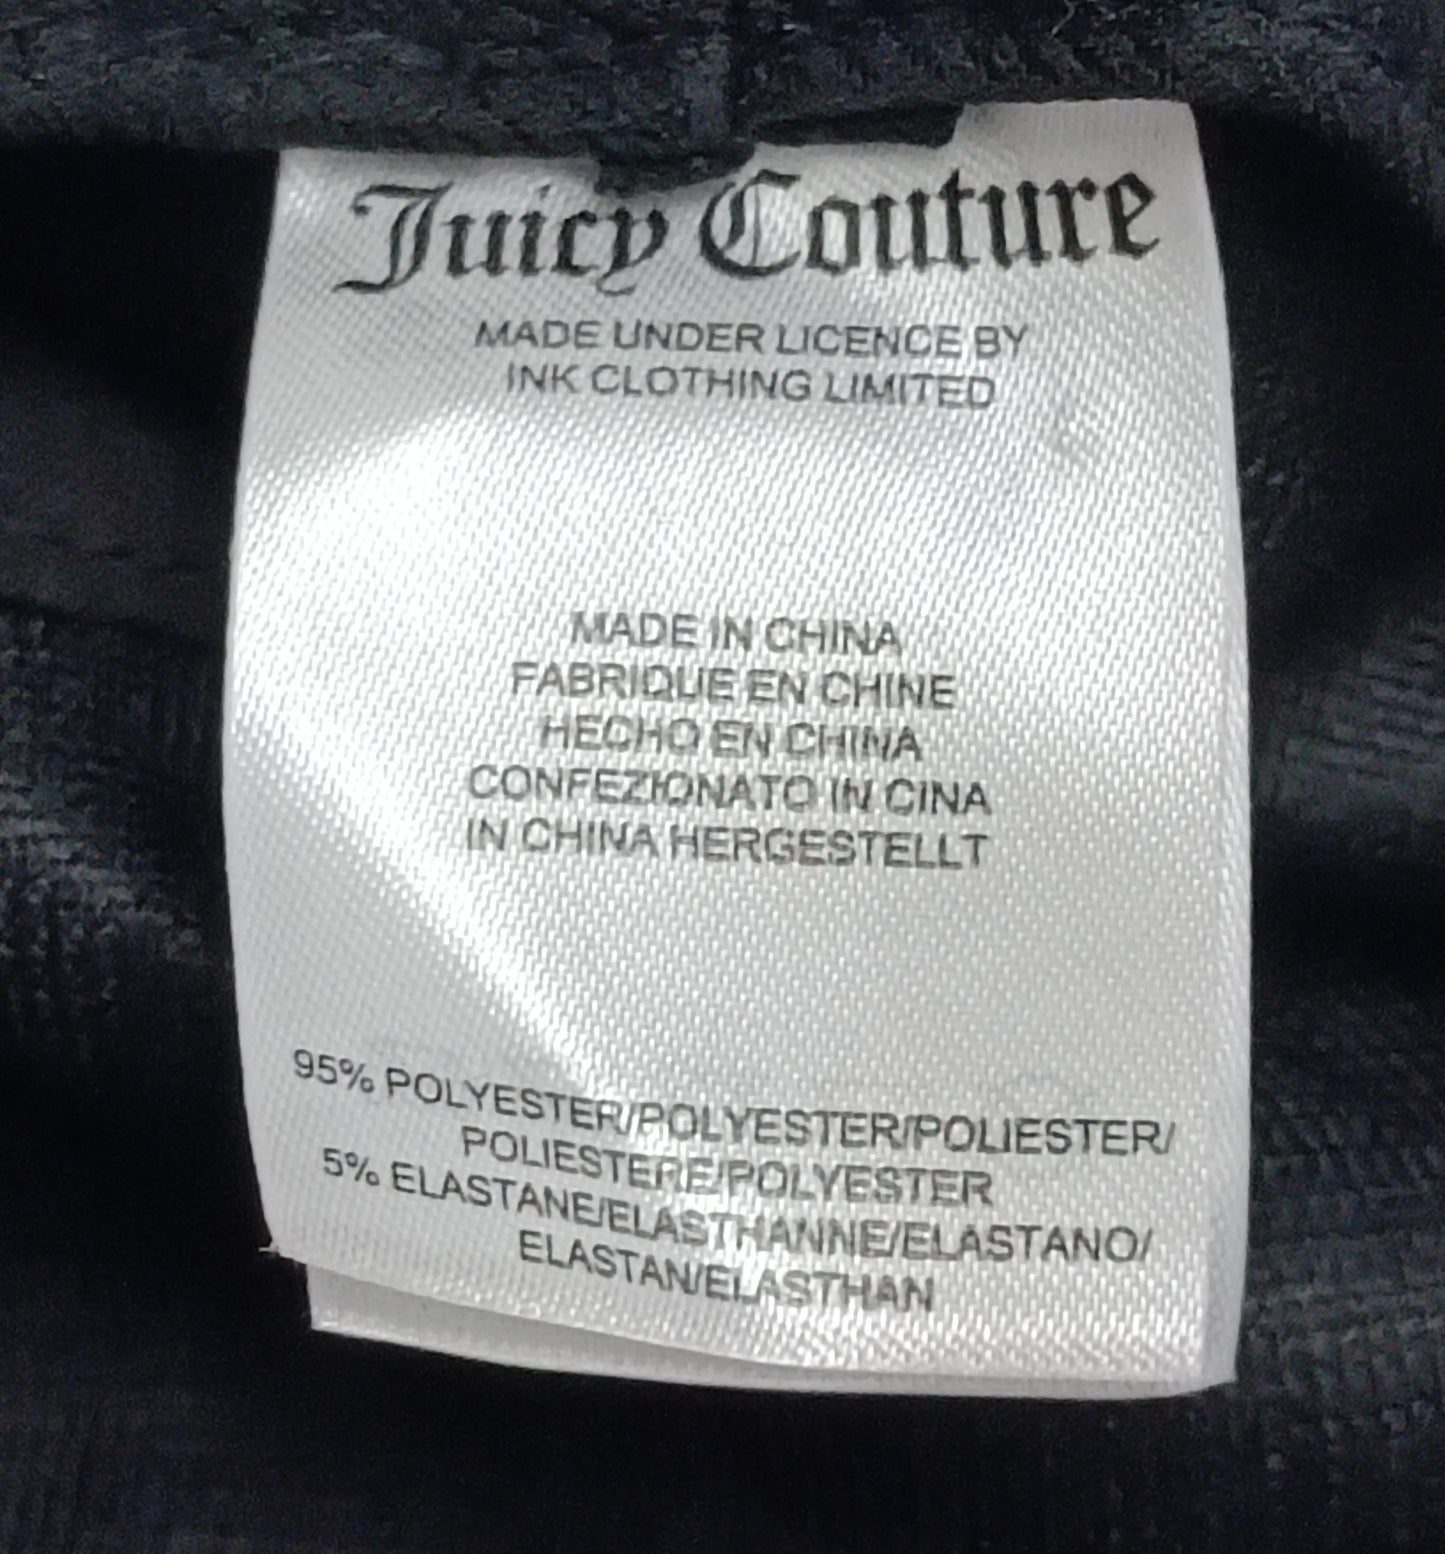 Juicy Couture
MADE UNDER LICENCE BY
INK CLOTHING LIMITED
MADE IN CHINA
FABRIQUE EN CHINE
HECHO EN CHINA
CONFEZIONATO IN CINA
IN CHINA HERGESTELLT
95% POLYESTER/POLYESTER/POLIESTER/
POLIESTERE/POLYESTER
5% ELASTANE/ELASTHANNE/ELASTANO/
ELASTAN/ELASTHAN